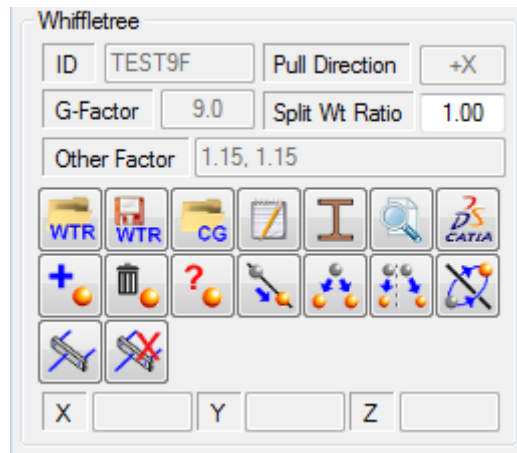 Whiffletree
ID TEST9F Pull Direction +X
G-Factor 9.0 Split Wt Ratio 1.00
Other Factor 1.15, 1.15
WTR WTR CG CATIA
?
X Y Z